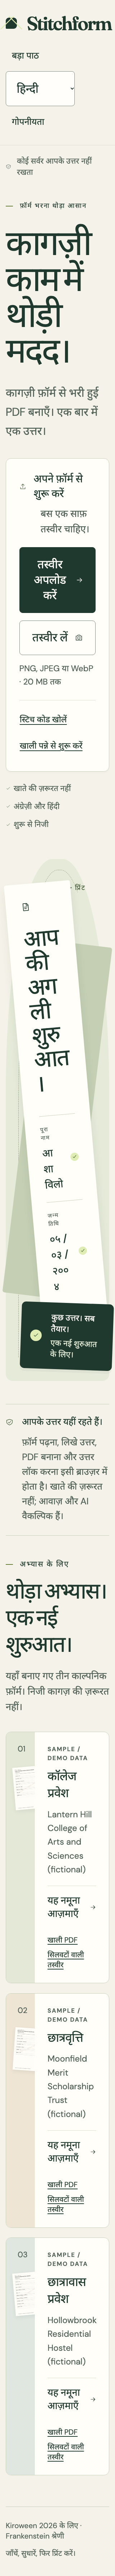 Stitchform
बड़ा पाठ
हिन्दी
गोपनीयता
कोई सर्वर आपके उत्तर नहीं
रखता
फ़ॉर्म भरना थोड़ा आसान
कागज़ी
काम में
थोड़ी
मदद।
कागज़ी फ़ॉर्म से भरी हुई
PDF बनाएँ। एक बार में
एक उत्तर।
अपने फ़ॉर्म से
शुरू करें
बस एक साफ़
तस्वीर चाहिए।
तस्वीर
अपलोड
करें
तस्वीर लें
PNG, JPEG या WebP
· 20 MB तक
स्टिच कोड खोलें
खाली पन्ने से शुरू करें
खाते की ज़रूरत नहीं
अंग्रेज़ी और हिंदी
शुरू से निजी
· प्रिंट
आप
की
अग
ली
शुरु
आत
।
पूरा
नाम
आ
शा
विलो
जन्म
तिथि
०५ /
०३ /
२००
४
कुछ उत्तर। सब
तैयार।
एक नई शुरुआत
के लिए।
आपके उत्तर यहीं रहते हैं।
फ़ॉर्म पढ़ना, लिखे उत्तर,
PDF बनाना और उत्तर
लॉक करना इसी ब्राउज़र में
होता है। खाते की ज़रूरत
नहीं; आवाज़ और AI
वैकल्पिक हैं।
अभ्यास के लिए
थोड़ा अभ्यास।
एक नई
शुरुआत।
यहाँ बनाए गए तीन काल्पनिक
फ़ॉर्म। निजी कागज़ की ज़रूरत
नहीं।
01
SAMPLE /
DEMO DATA
कॉलेज
प्रवेश
Lantern Hill
College of
Arts and
Sciences
(fictional)
यह नमूना
आज़माएँ
खाली PDF
सिलवटों वाली
तस्वीर
02
SAMPLE /
DEMO DATA
छात्रवृत्ति
Moonfield
Merit
Scholarship
Trust
(fictional)
यह नमूना
आज़माएँ
खाली PDF
सिलवटों वाली
तस्वीर
03
SAMPLE /
DEMO DATA
छात्रावास
प्रवेश
Hollowbrook
Residential
Hostel
(fictional)
यह नमूना
आज़माएँ
खाली PDF
सिलवटों वाली
तस्वीर
Kiroween 2026 के लिए ·
Frankenstein श्रेणी
जाँचें, सुधारें, फिर प्रिंट करें।